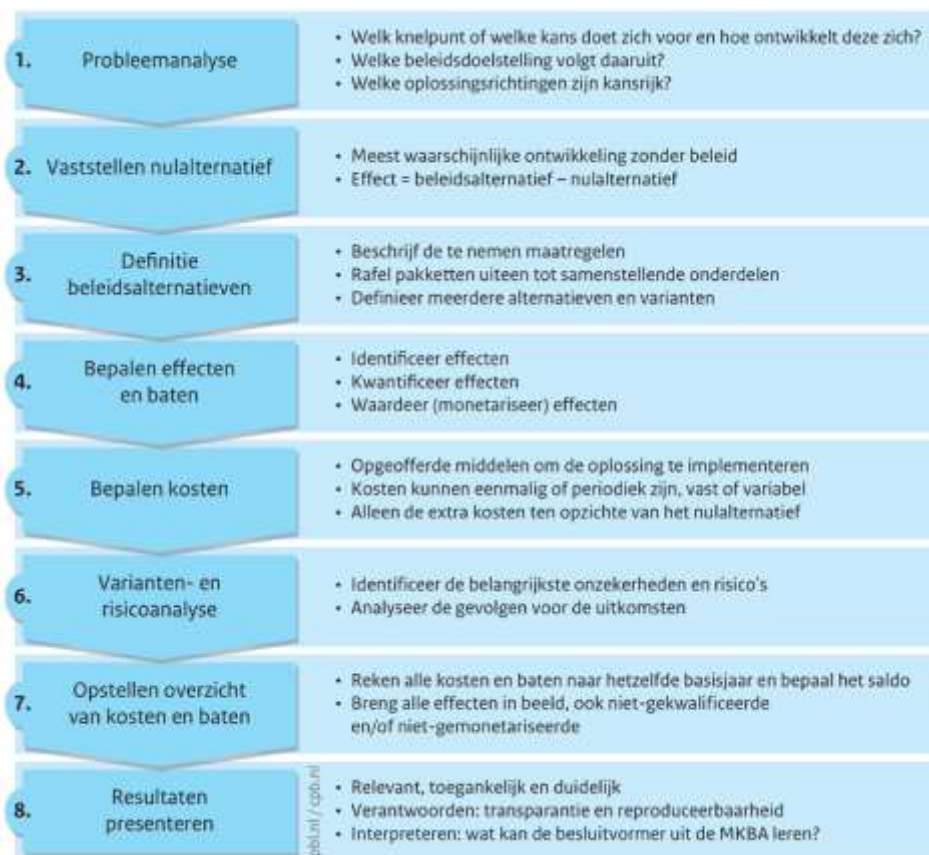 1. Probleemanalyse
• Welk knelpunt of welke kans doet zich voor en hoe ontwikkelt deze zich?
• Welke beleidsdoelstelling volgt daaruit?
• Welke oplossingsrichtingen zijn kansrijk?
2. Vaststellen nulalternatief
• Meest waarschijnlijke ontwikkeling zonder beleid
• Effect = beleidsalternatief – nulalternatief
3. Definitie
beleidsalternatieven
• Beschrijf de te nemen maatregelen
• Rafel pakketten uiteen tot samenstellende onderdelen
• Definieer meerdere alternatieven en varianten
4. Bepalen effecten
en baten
• Identificeer effecten
• Kwantificeer effecten
• Waardeer (monetariseer) effecten
5. Bepalen kosten
• Opgeofferde middelen om de oplossing te implementeren
• Kosten kunnen eenmalig of periodiek zijn, vast of variabel
• Alleen de extra kosten ten opzichte van het nulalternatief
6. Varianten- en
risicoanalyse
• Identificeer de belangrijkste onzekerheden en risico's
• Analyseer de gevolgen voor de uitkomsten
7. Opstellen overzicht
van kosten en baten
• Reken alle kosten en baten naar hetzelfde basisjaar en bepaal het saldo
• Breng alle effecten in beeld, ook niet-gekwalificeerde
en/of niet-gemonetariseerde
8. Resultaten
presenteren
• Relevant, toegankelijk en duidelijk
• Verantwoorden: transparantie en reproduceerbaarheid
• Interpreteren: wat kan de besluitvormer uit de MKBA leren?
pbl.nl / cpb.nl